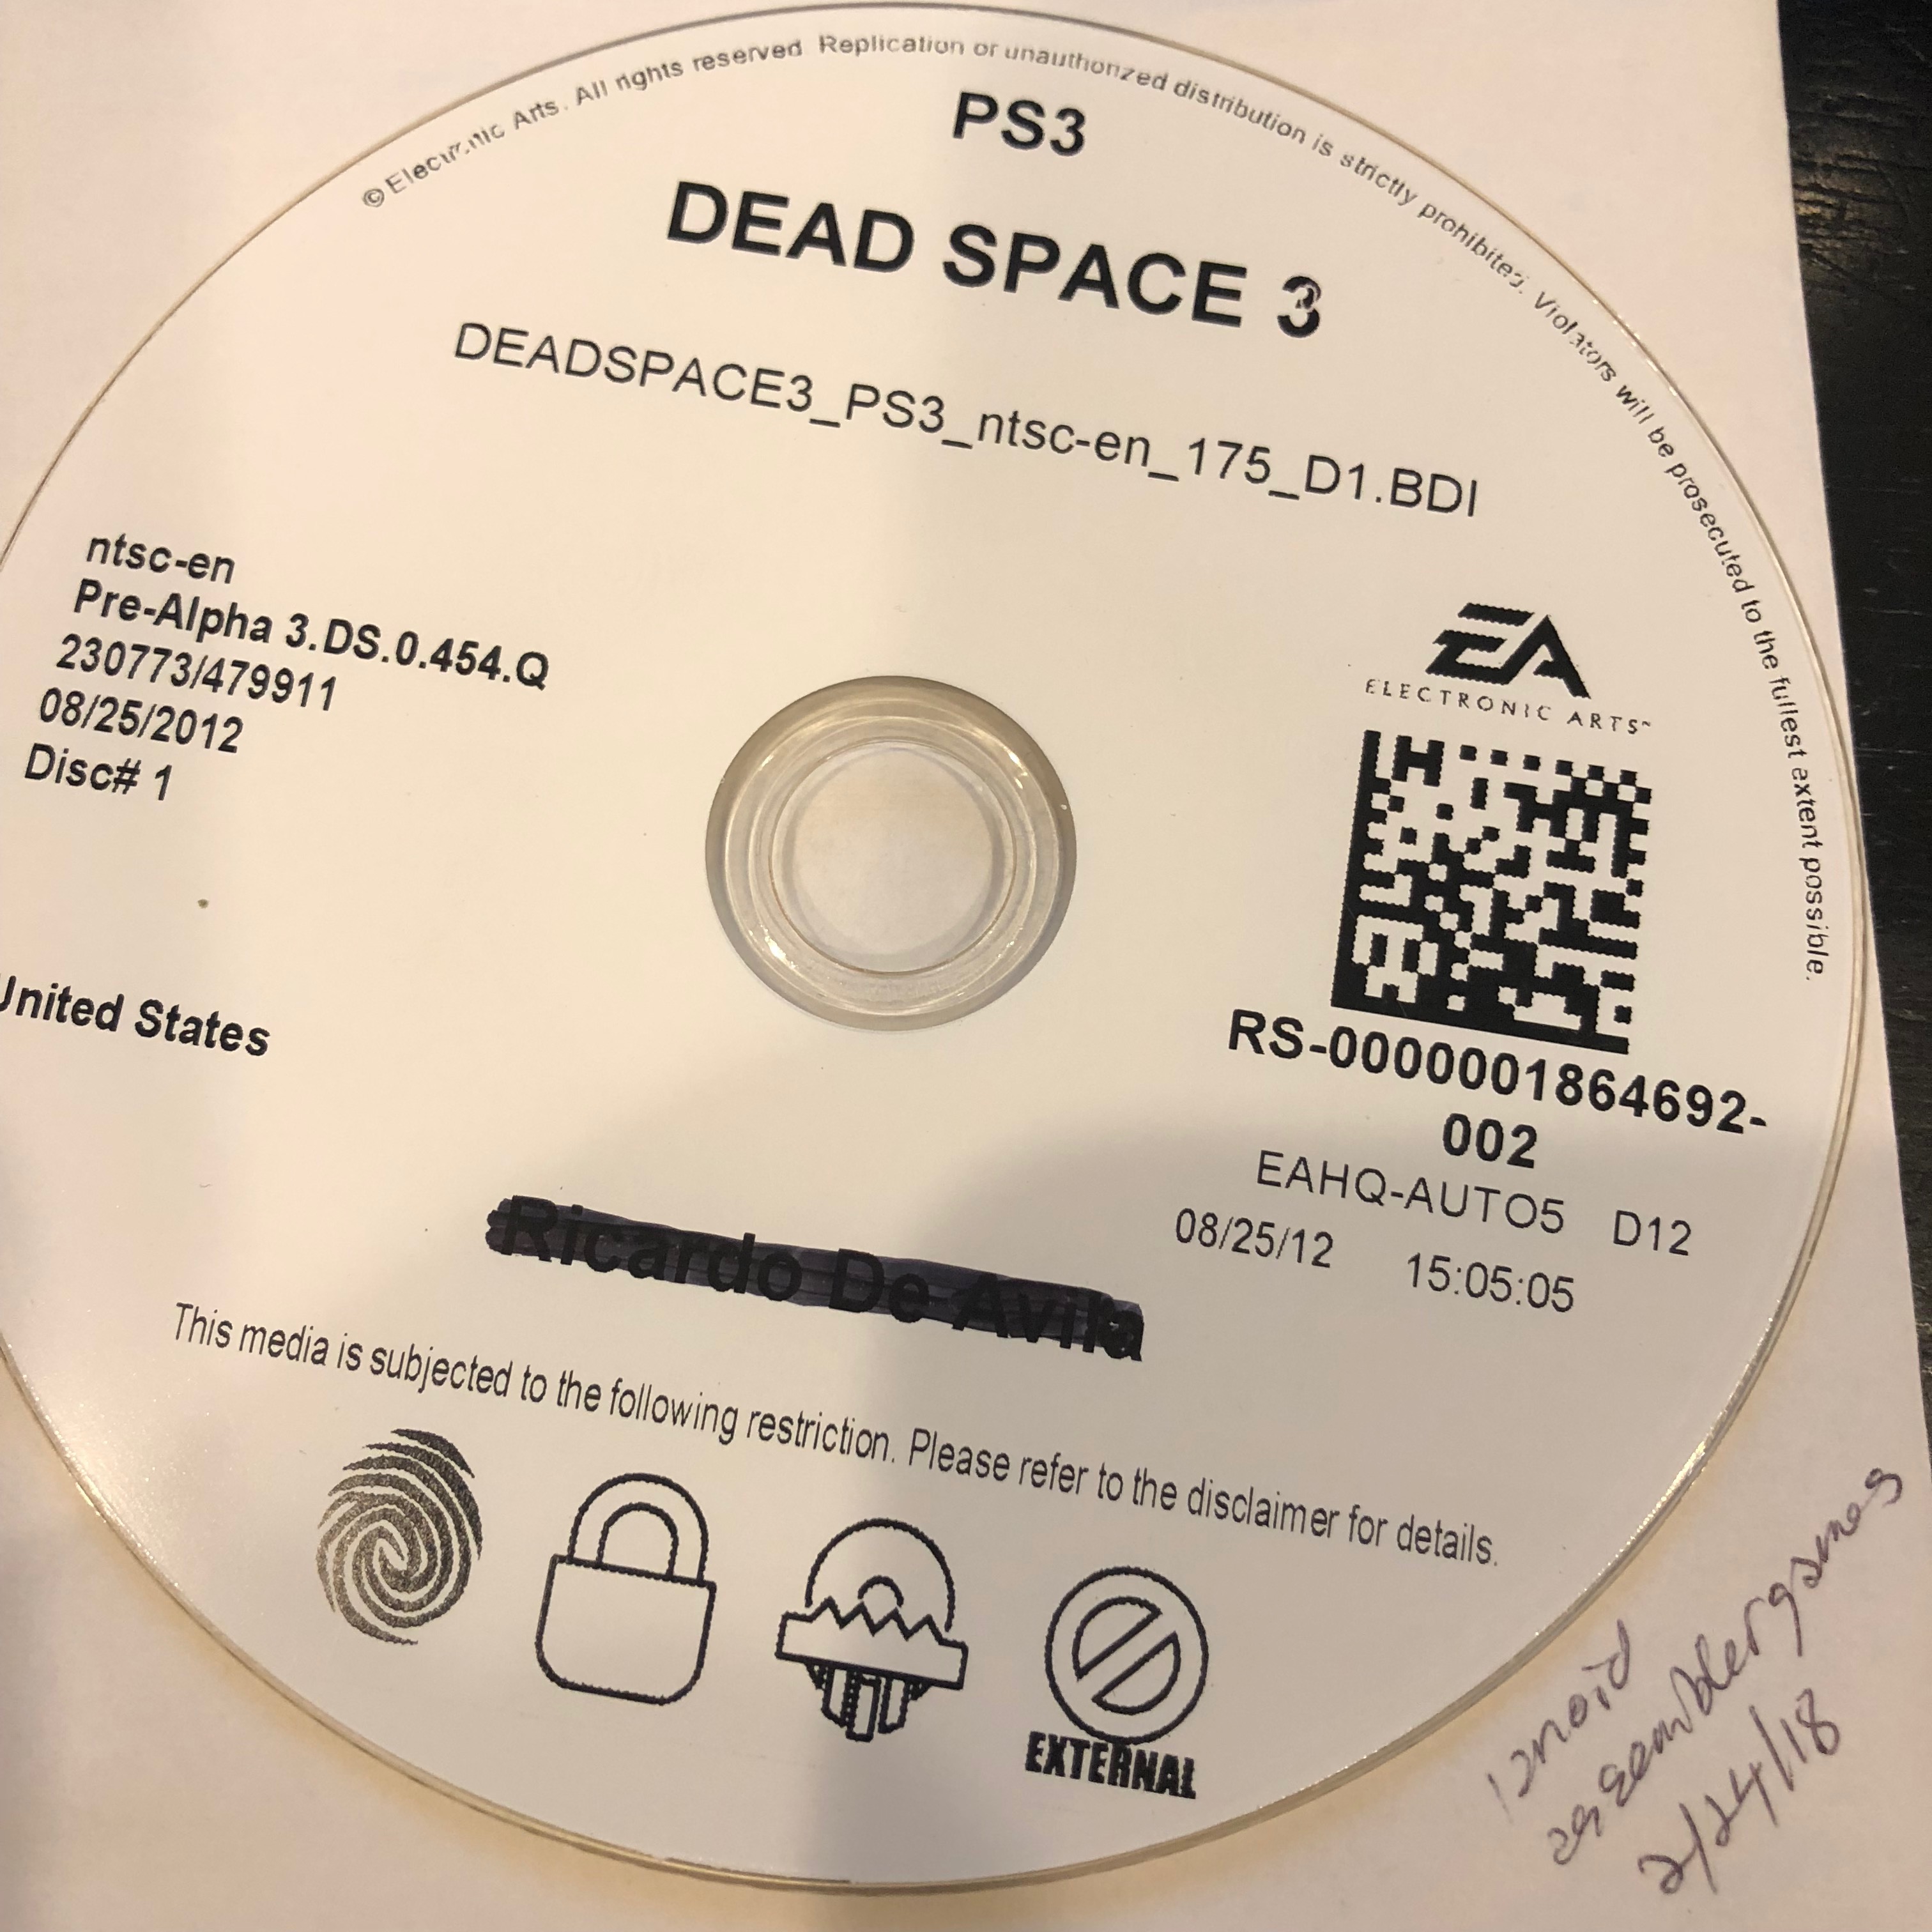 © Electronic Arts. All rights reserved Replication or unauthorized distribution is strictly prohibited. Violators will be prosecuted to the fullest extent possible.
PS3
DEAD SPACE 3
DEADSPACE3_PS3_ntsc-en_175_D1.BDI
ntsc-en
Pre-Alpha 3.DS.0.454.Q
230773/479911
08/25/2012
Disc# 1
United States
EA
ELECTRONIC ARTS™
RS-0000001864692-
002
EAHQ-AUTO5 D12
08/25/12 15:05:05
Ricardo De Avila
This media is subjected to the following restriction. Please refer to the disclaimer for details.
EXTERNAL
assemblergames
2/24/18